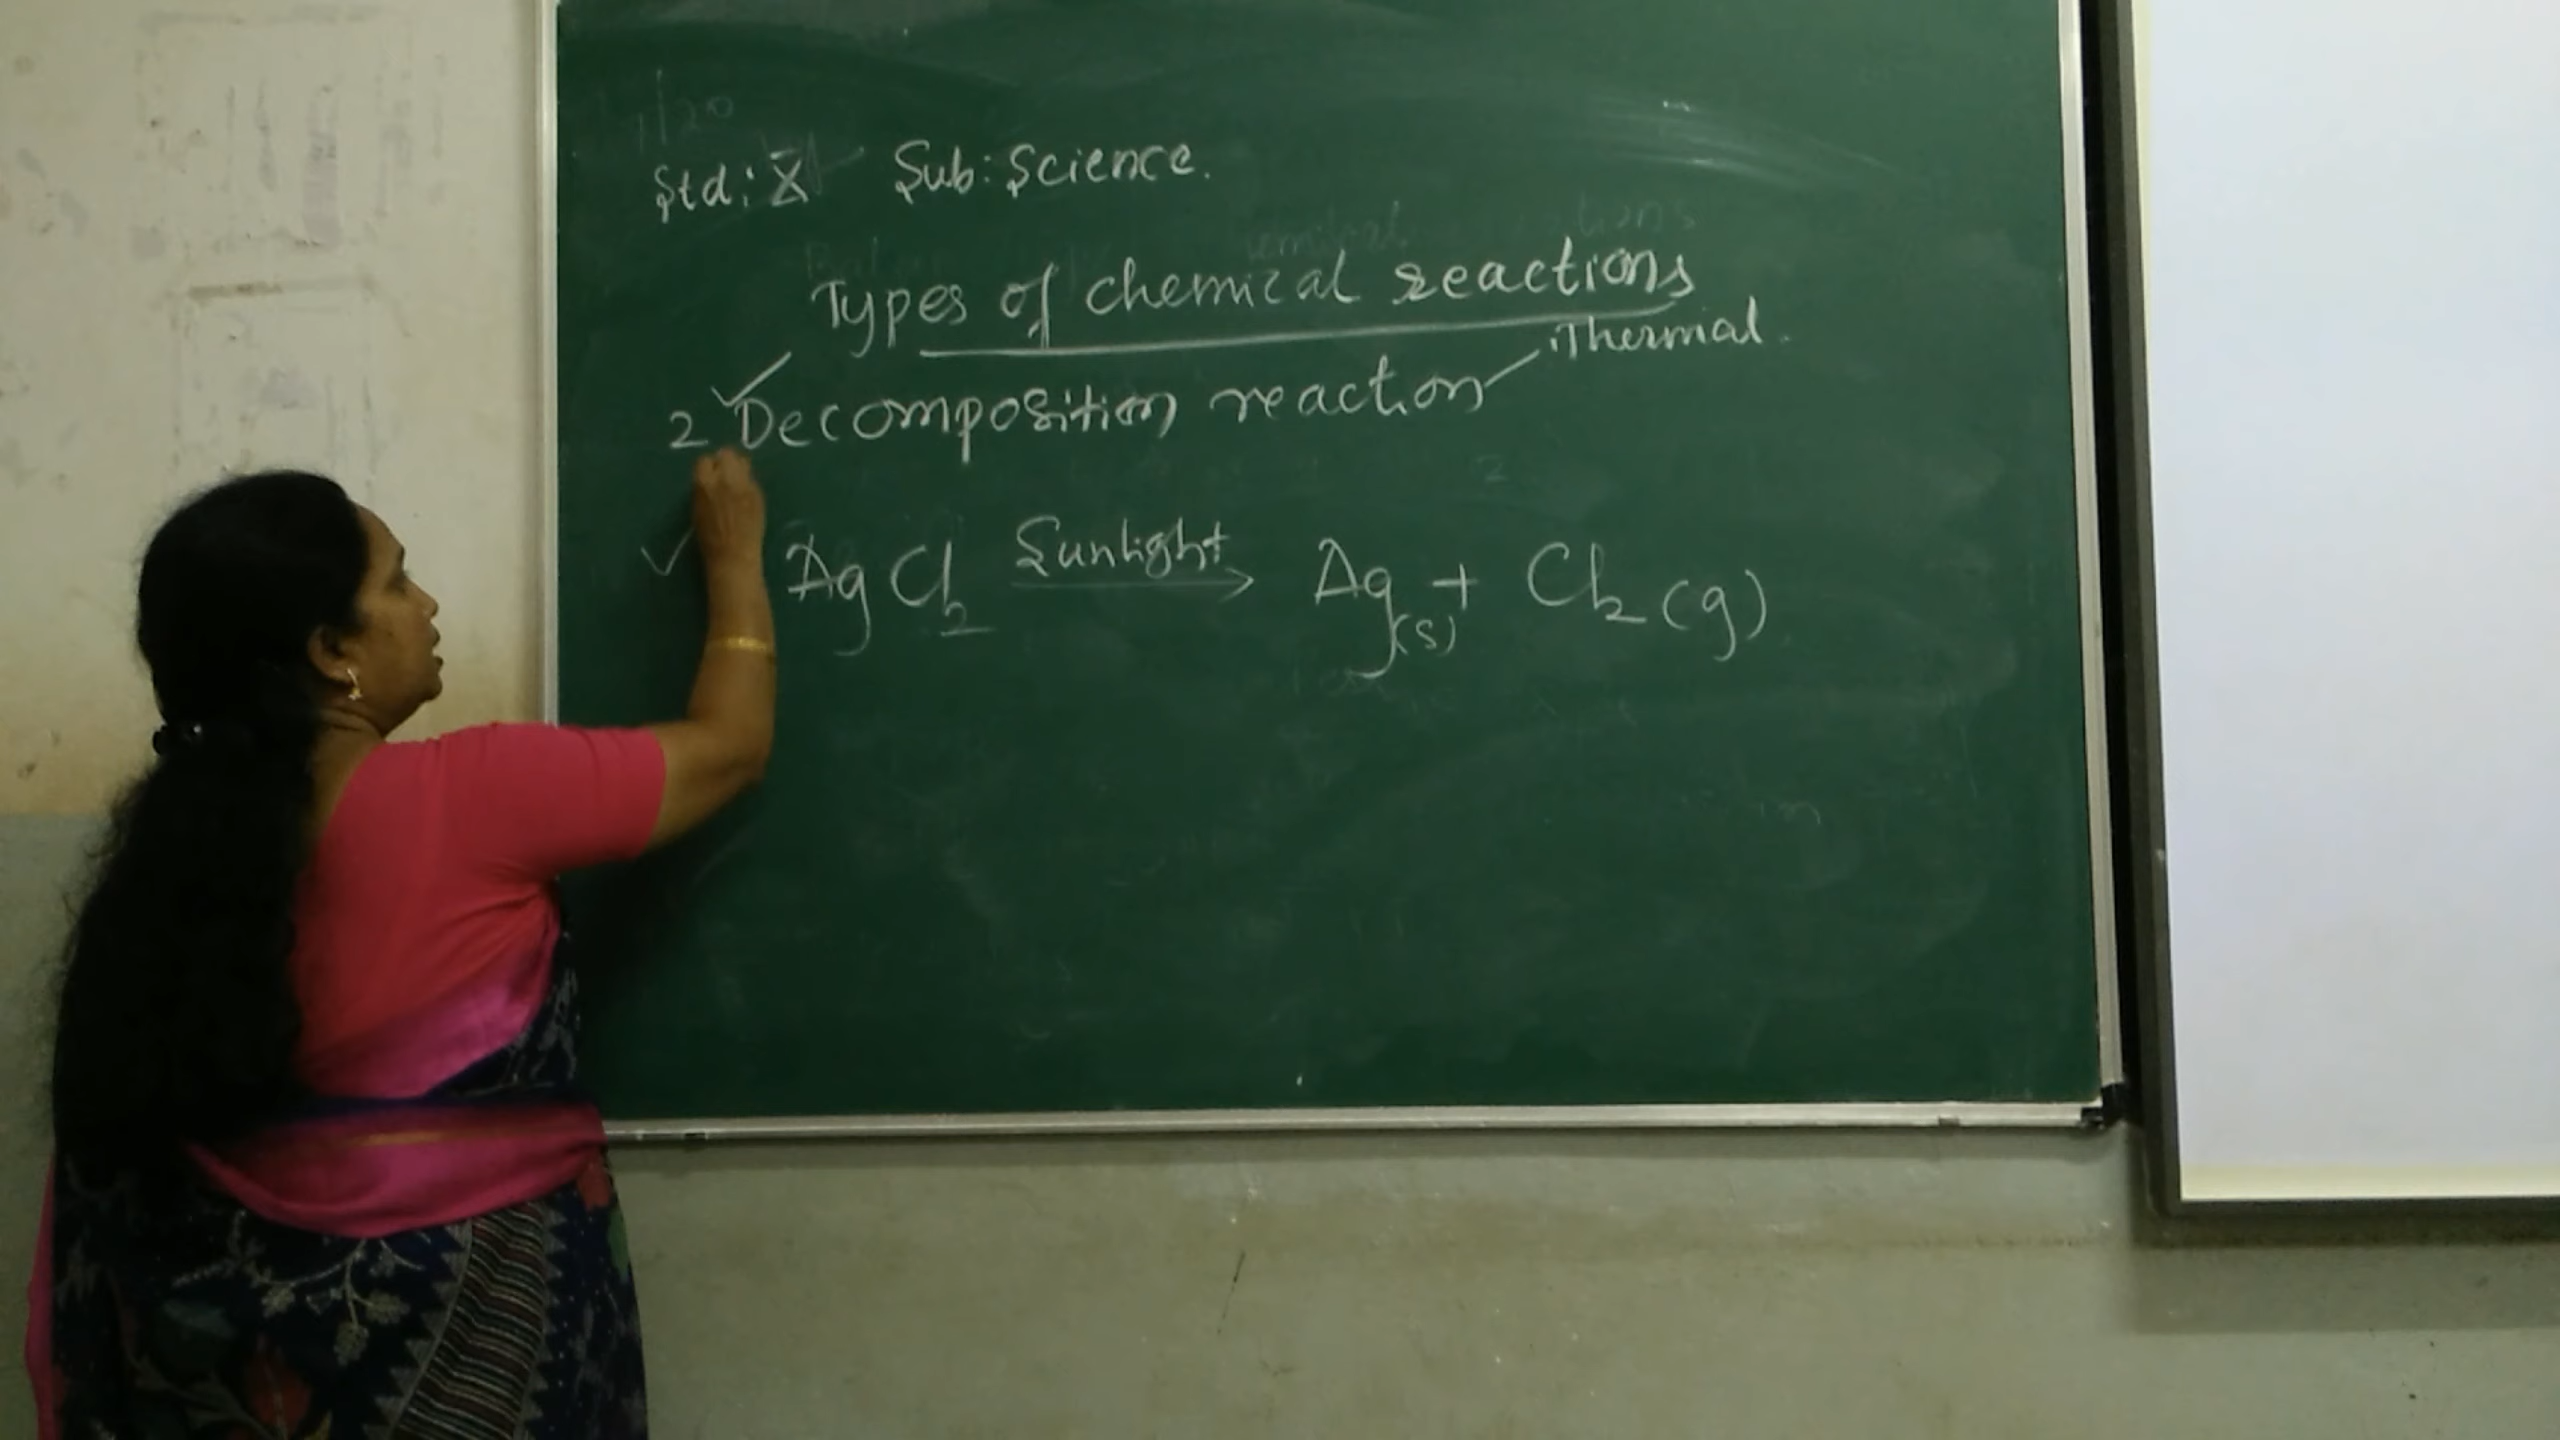 Std: X Sub: Science.
Types of chemical reactions
Thermal.
2 Decomposition reaction
AgCl2 Sunlight → Ag(s) + Cl2 (g)